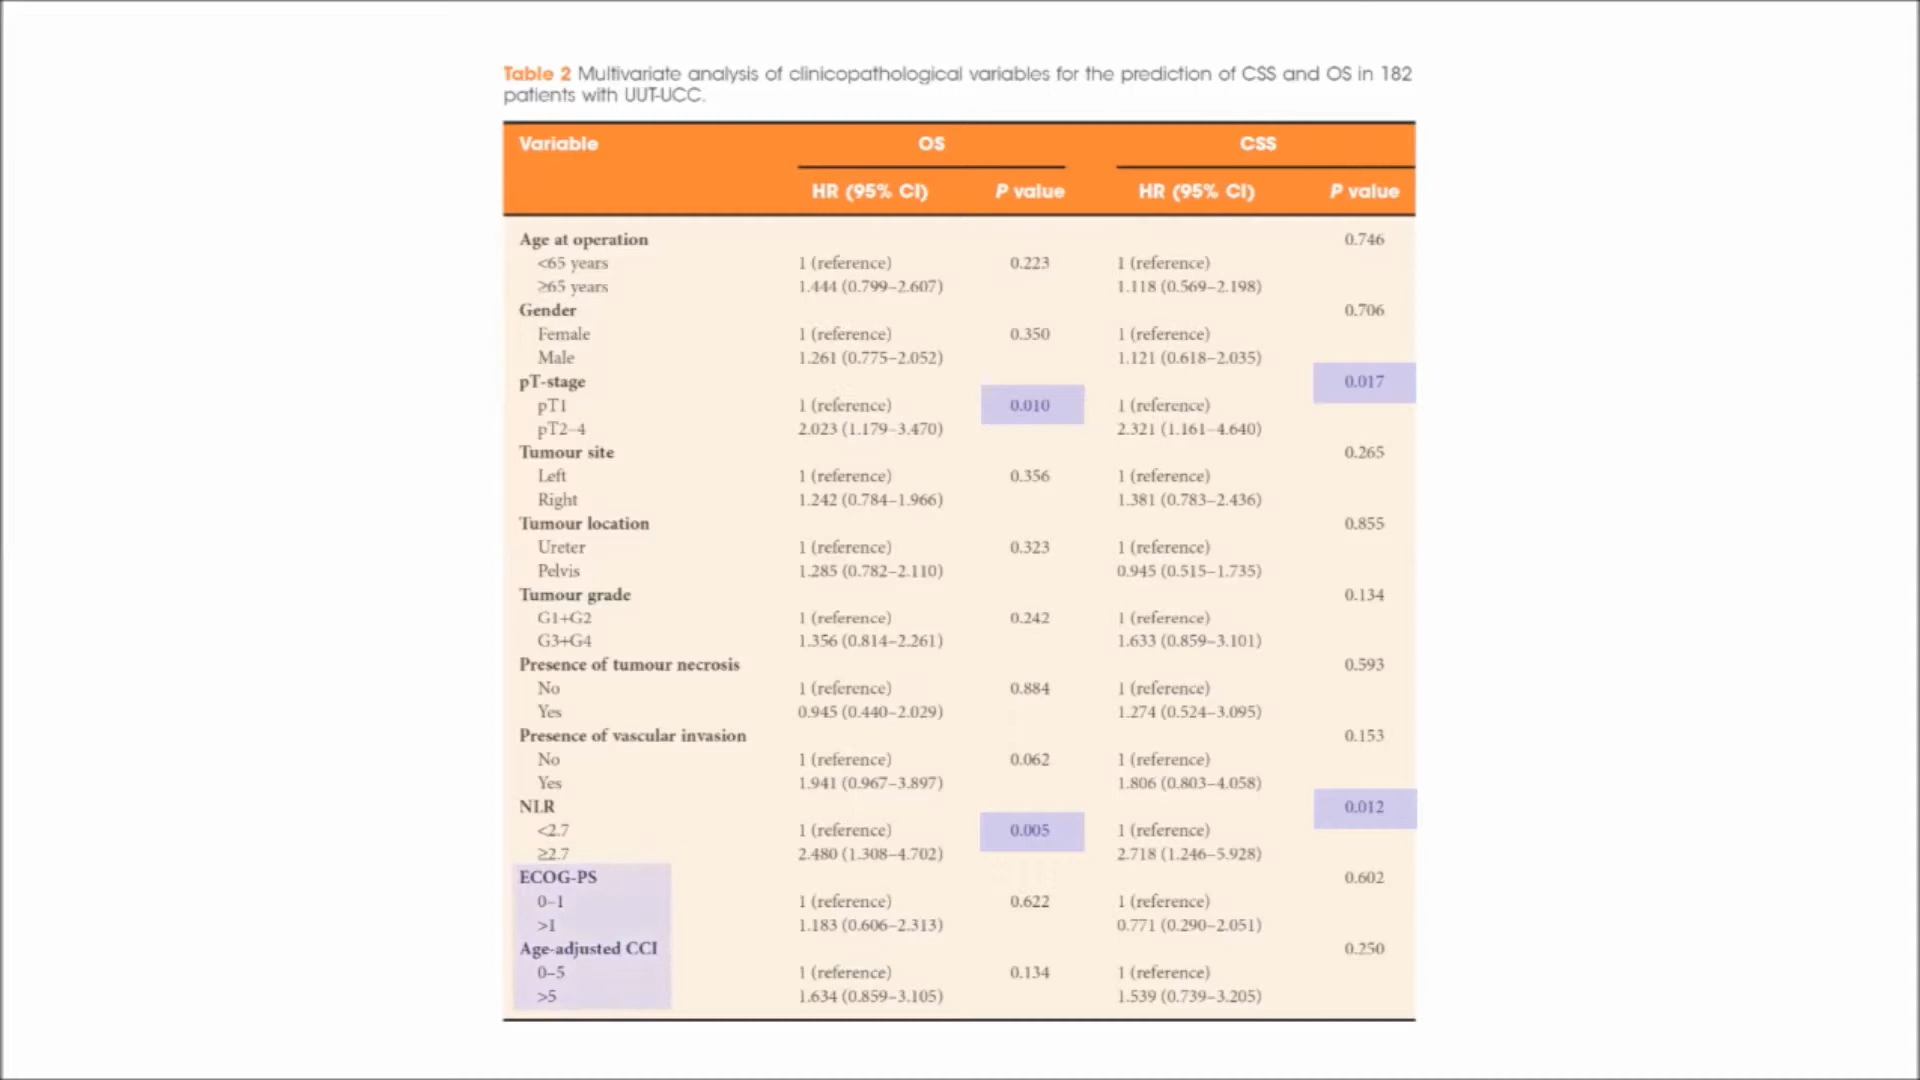 Table 2 Multivariate analysis of clinicopathological variables for the prediction of CSS and OS in 182
patients with UUT-UCC.
Variable OS CSS
HR (95% CI) P value HR (95% CI) P value
Age at operation 0.746
<65 years 1 (reference) 0.223 1 (reference)
≥65 years 1.444 (0.799–2.607) 1.118 (0.569–2.198)
Gender 0.706
Female 1 (reference) 0.350 1 (reference)
Male 1.261 (0.775–2.052) 1.121 (0.618–2.035)
pT-stage 0.017
pT1 1 (reference) 0.010 1 (reference)
pT2–4 2.023 (1.179–3.470) 2.321 (1.161–4.640)
Tumour site 0.265
Left 1 (reference) 0.356 1 (reference)
Right 1.242 (0.784–1.966) 1.381 (0.783–2.436)
Tumour location 0.855
Ureter 1 (reference) 0.323 1 (reference)
Pelvis 1.285 (0.782–2.110) 0.945 (0.515–1.735)
Tumour grade 0.134
G1+G2 1 (reference) 0.242 1 (reference)
G3+G4 1.356 (0.814–2.261) 1.633 (0.859–3.101)
Presence of tumour necrosis 0.593
No 1 (reference) 0.884 1 (reference)
Yes 0.945 (0.440–2.029) 1.274 (0.524–3.095)
Presence of vascular invasion 0.153
No 1 (reference) 0.062 1 (reference)
Yes 1.941 (0.967–3.897) 1.806 (0.803–4.058)
NLR 0.012
<2.7 1 (reference) 0.005 1 (reference)
≥2.7 2.480 (1.308–4.702) 2.718 (1.246–5.928)
ECOG-PS 0.602
0–1 1 (reference) 0.622 1 (reference)
>1 1.183 (0.606–2.313) 0.771 (0.290–2.051)
Age-adjusted CCI 0.250
0–5 1 (reference) 0.134 1 (reference)
>5 1.634 (0.859–3.105) 1.539 (0.739–3.205)